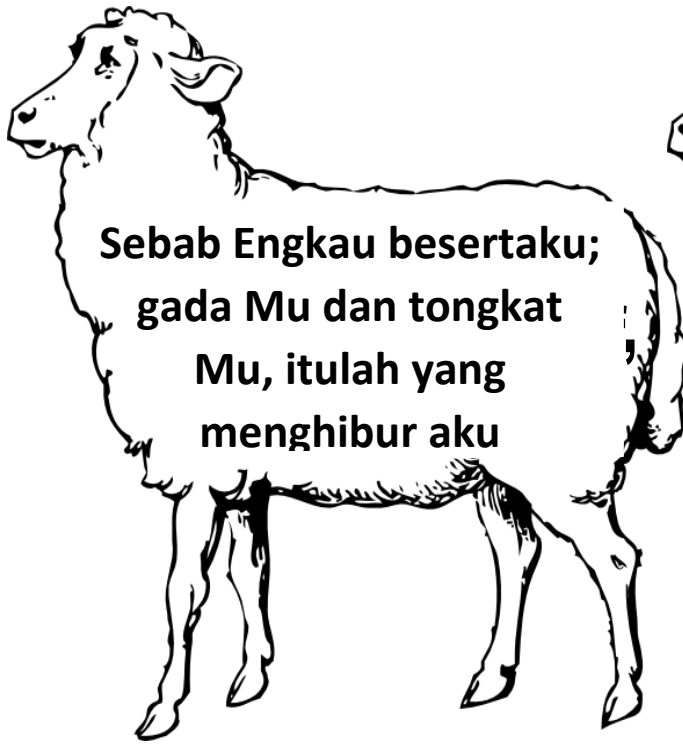 Sebab Engkau besertaku;
gada Mu dan tongkat
Mu, itulah yang
menghibur aku